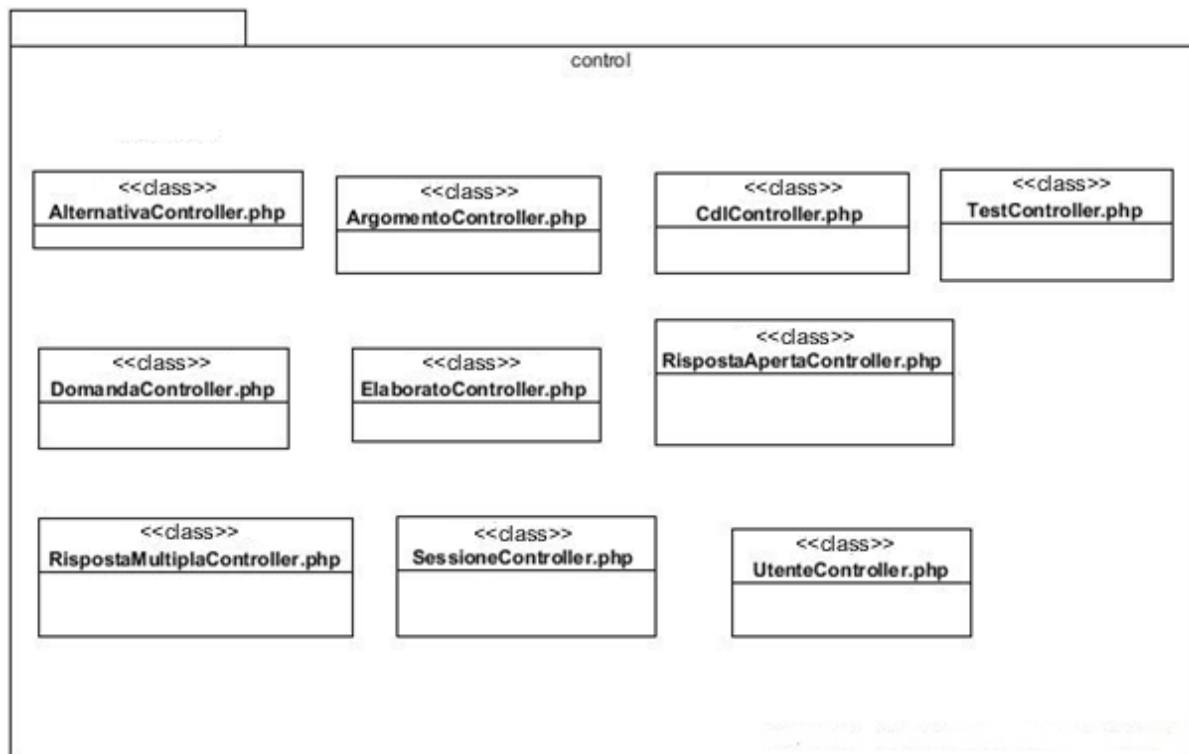 control
<<class>>
AlternativaController.php
<<class>>
ArgomentoController.php
<<class>>
CdlController.php
<<class>>
TestController.php
<<class>>
DomandaController.php
<<class>>
ElaboratoController.php
<<class>>
RispostaApertaController.php
<<class>>
RispostaMultiplaController.php
<<class>>
SessioneController.php
<<class>>
UtenteController.php